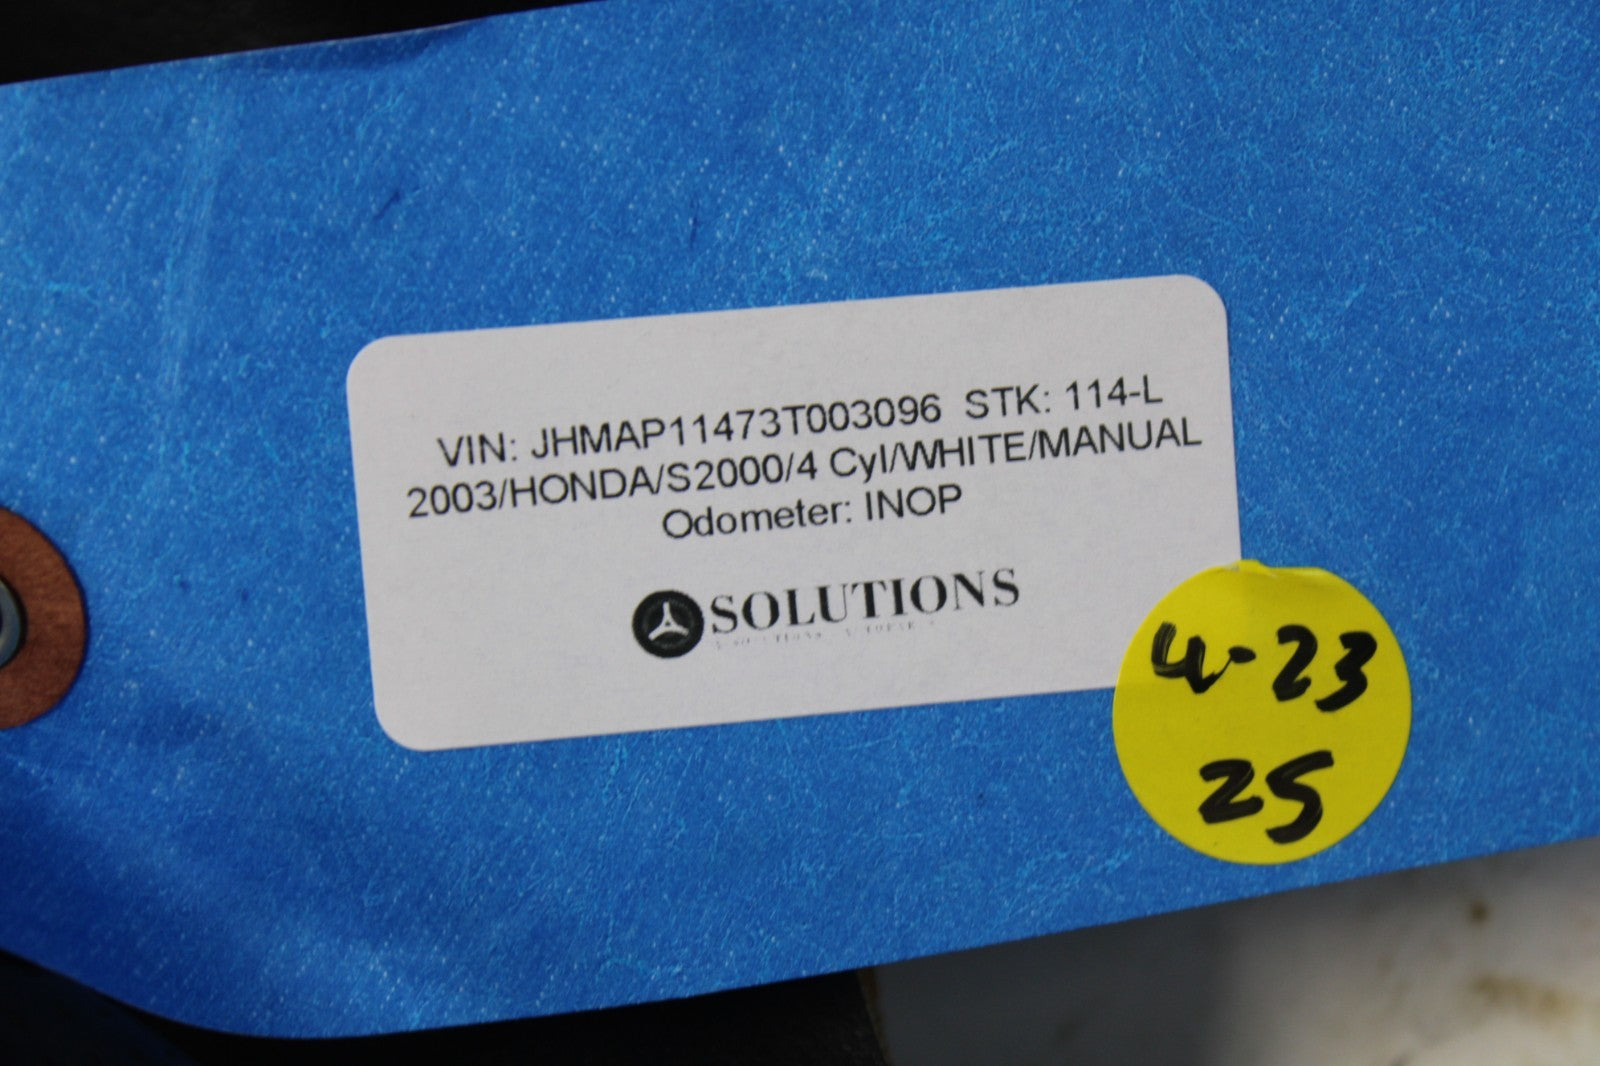 VIN: JHMAP11473T003096 STK: 114-L
2003/HONDA/S2000/4 Cyl/WHITE/MANUAL
Odometer: INOP
SOLUTIONS
4-23
25